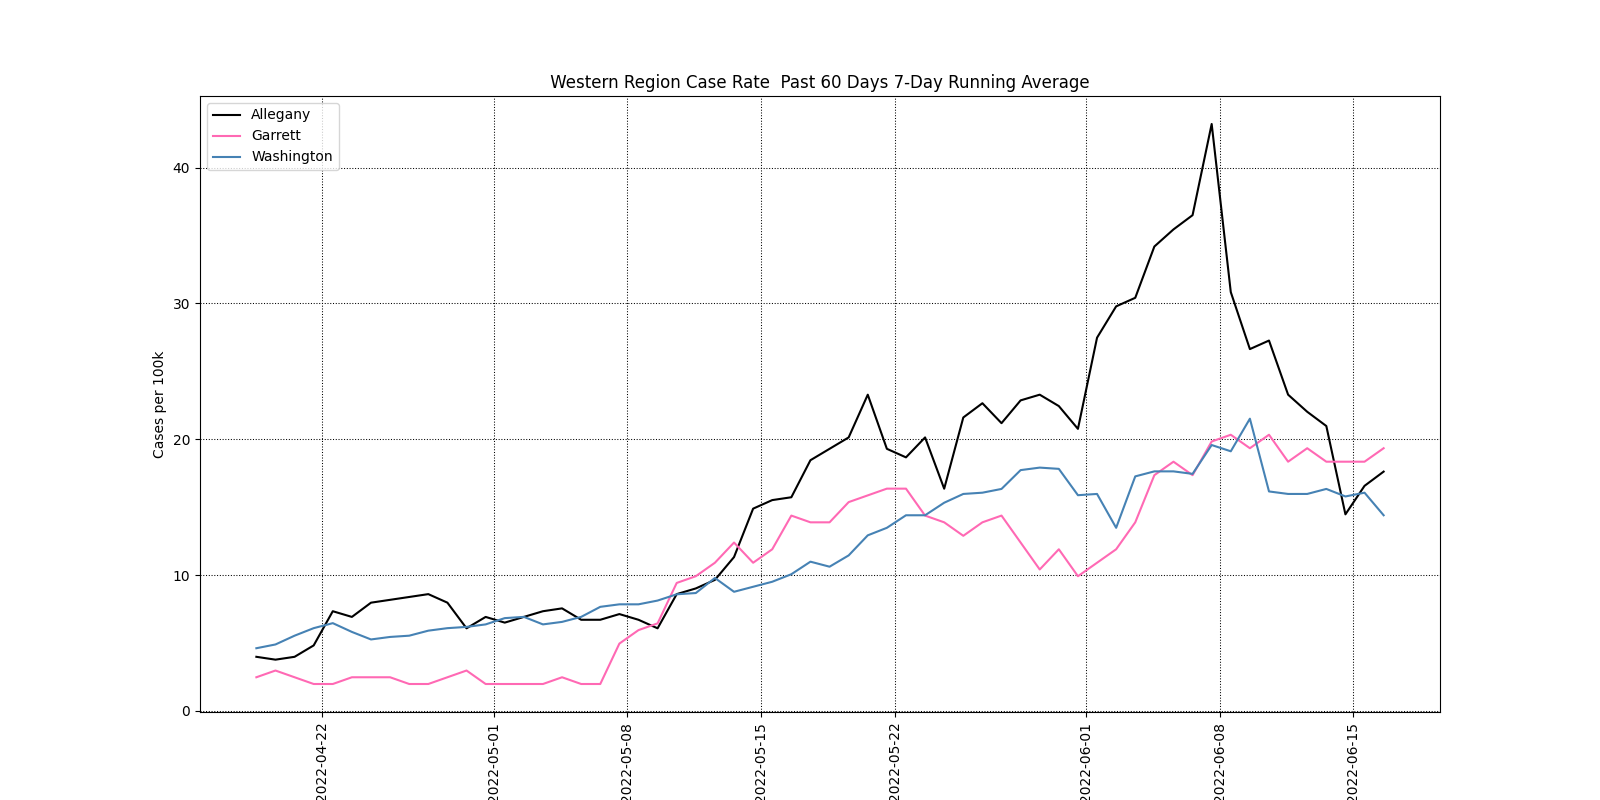 Western Region Case Rate  Past 60 Days 7-Day Running Average
Allegany
Garrett
Washington
Cases per 100k
40
30
20
10
0
2022-04-22
2022-05-01
2022-05-08
2022-05-15
2022-05-22
2022-06-01
2022-06-08
2022-06-15